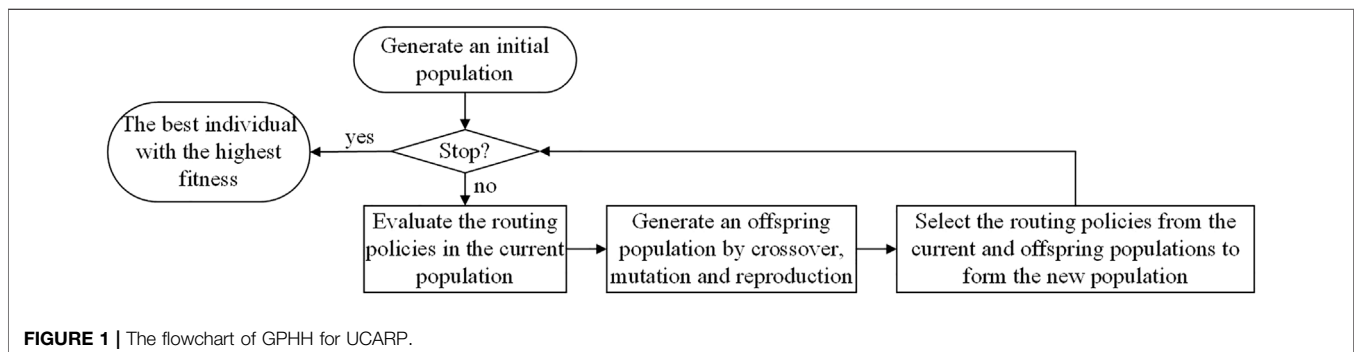 Generate an initial
population
The best individual
with the highest
fitness
yes
Stop?
no
Evaluate the routing
policies in the current
population
Generate an offspring
population by crossover,
mutation and reproduction
Select the routing policies from the
current and offspring populations to
form the new population
FIGURE 1 | The flowchart of GPHH for UCARP.